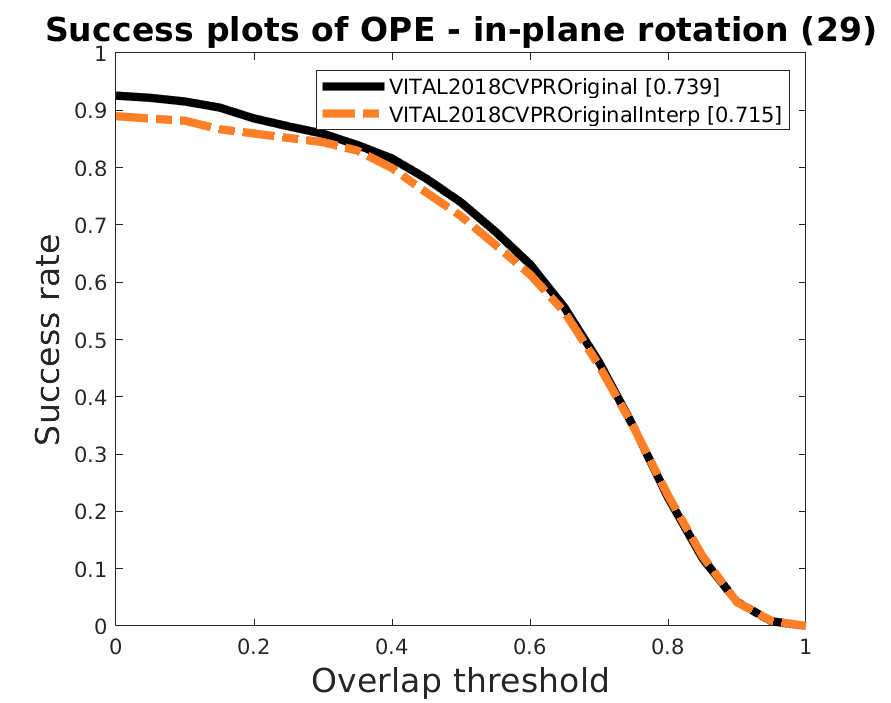 Success plots of OPE - in-plane rotation (29)
VITAL2018CVPROriginal [0.739]
VITAL2018CVPROriginalInterp [0.715]
Success rate
1
0.9
0.8
0.7
0.6
0.5
0.4
0.3
0.2
0.1
0
0 0.2 0.4 0.6 0.8 1
Overlap threshold